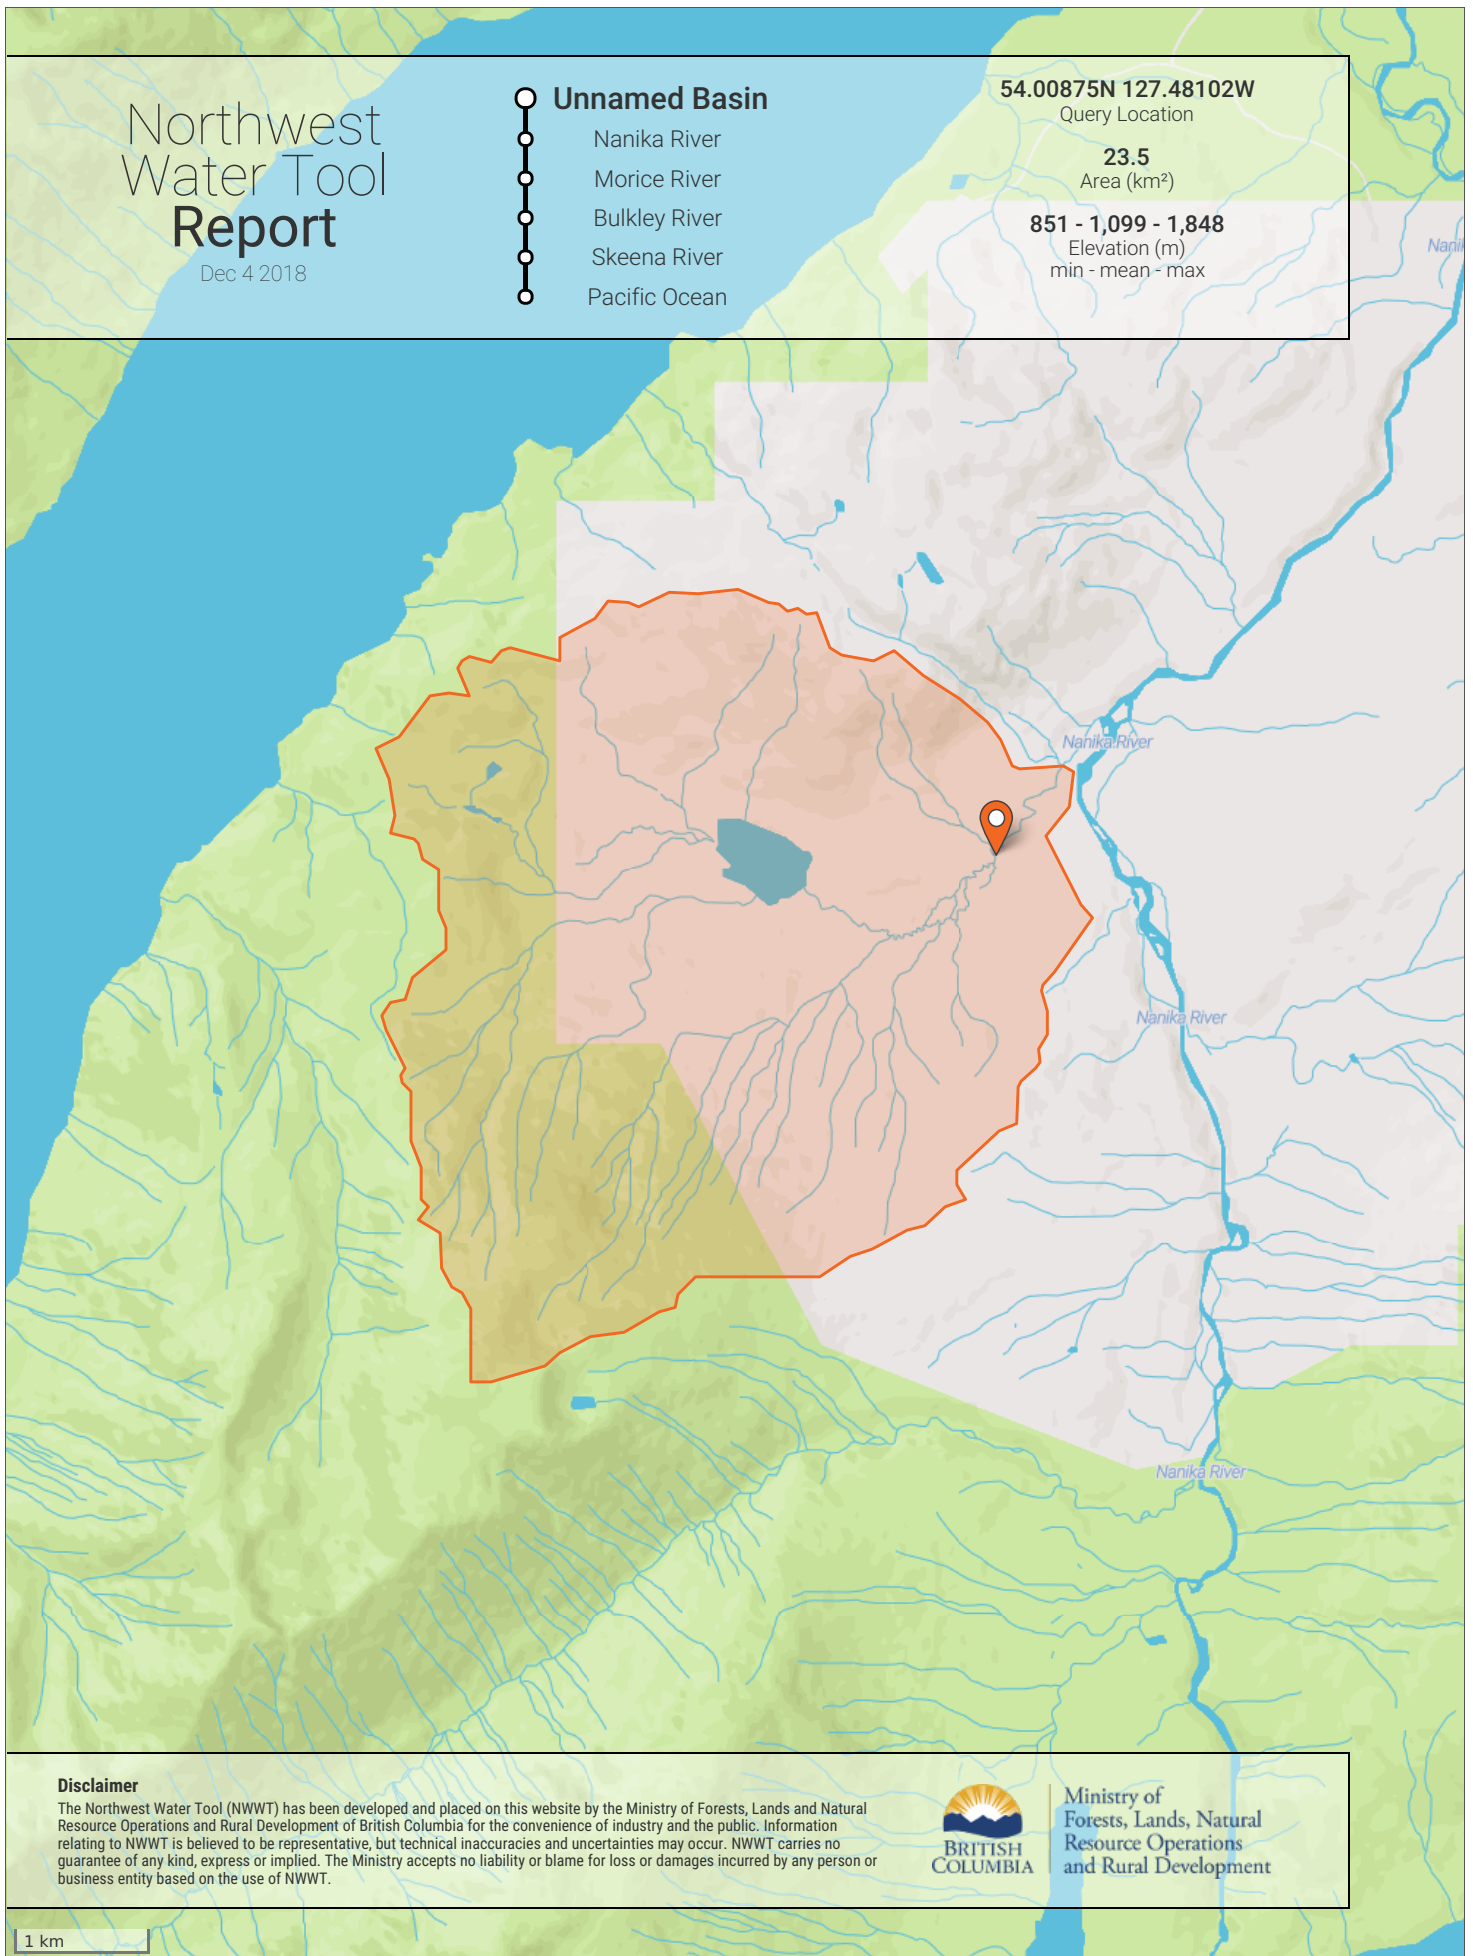 Northwest
Water Tool
Report
Dec 4 2018
Unnamed Basin
Nanika River
Morice River
Bulkley River
Skeena River
Pacific Ocean
54.00875N 127.48102W
Query Location
23.5
Area (km²)
851 - 1,099 - 1,848
Elevation (m)
min - mean - max
Nanika River
Nanika River
Nanika River
Disclaimer
The Northwest Water Tool (NWWT) has been developed and placed on this website by the Ministry of Forests, Lands and Natural
Resource Operations and Rural Development of British Columbia for the convenience of industry and the public. Information
relating to NWWT is believed to be representative, but technical inaccuracies and uncertainties may occur. NWWT carries no
guarantee of any kind, express or implied. The Ministry accepts no liability or blame for loss or damages incurred by any person or
business entity based on the use of NWWT.
BRITISH
COLUMBIA
Ministry of
Forests, Lands, Natural
Resource Operations
and Rural Development
1 km